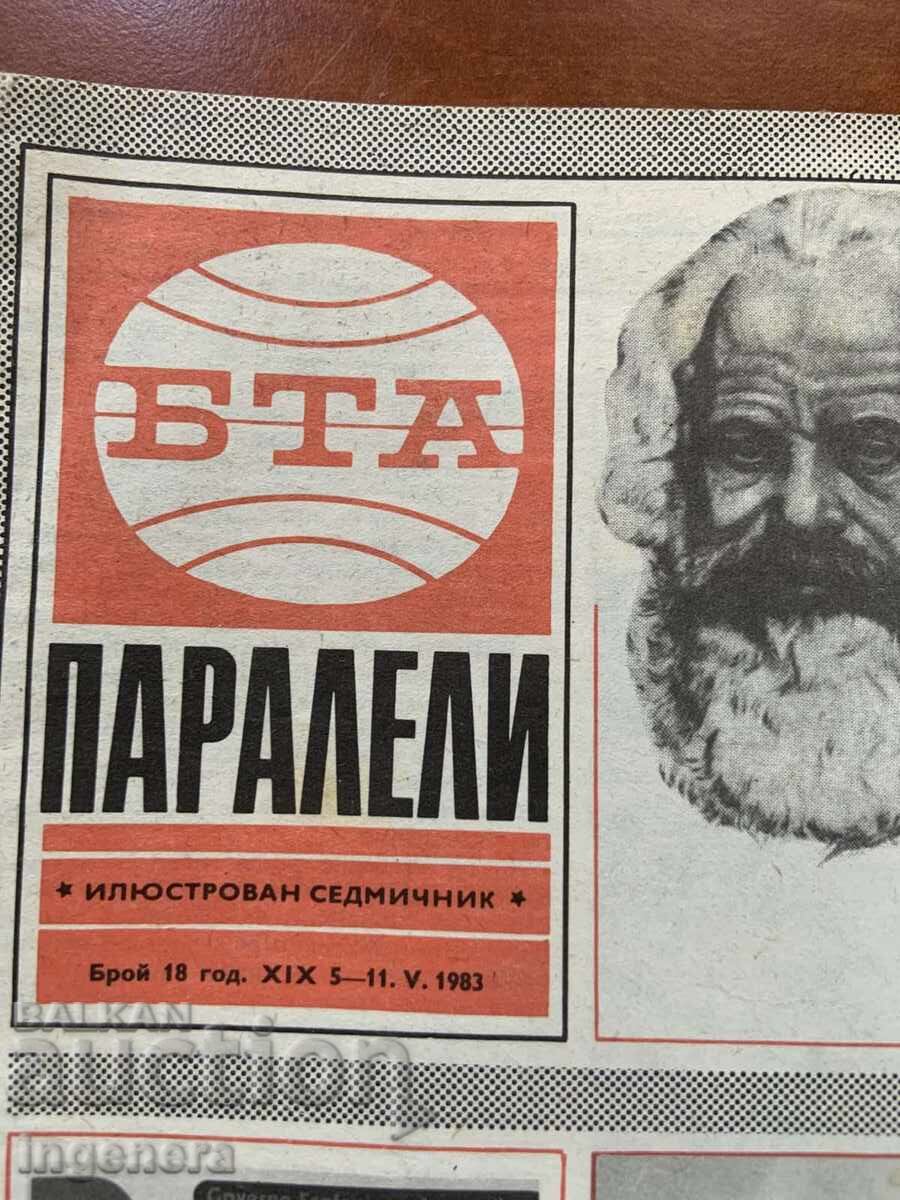 БТА
ПАРАЛЕЛИ
★ ИЛЮСТРОВАН СЕДМИЧНИК ★
Брой 18 год. XIX 5—11. V. 1983
BALKAN
auction
ingenera